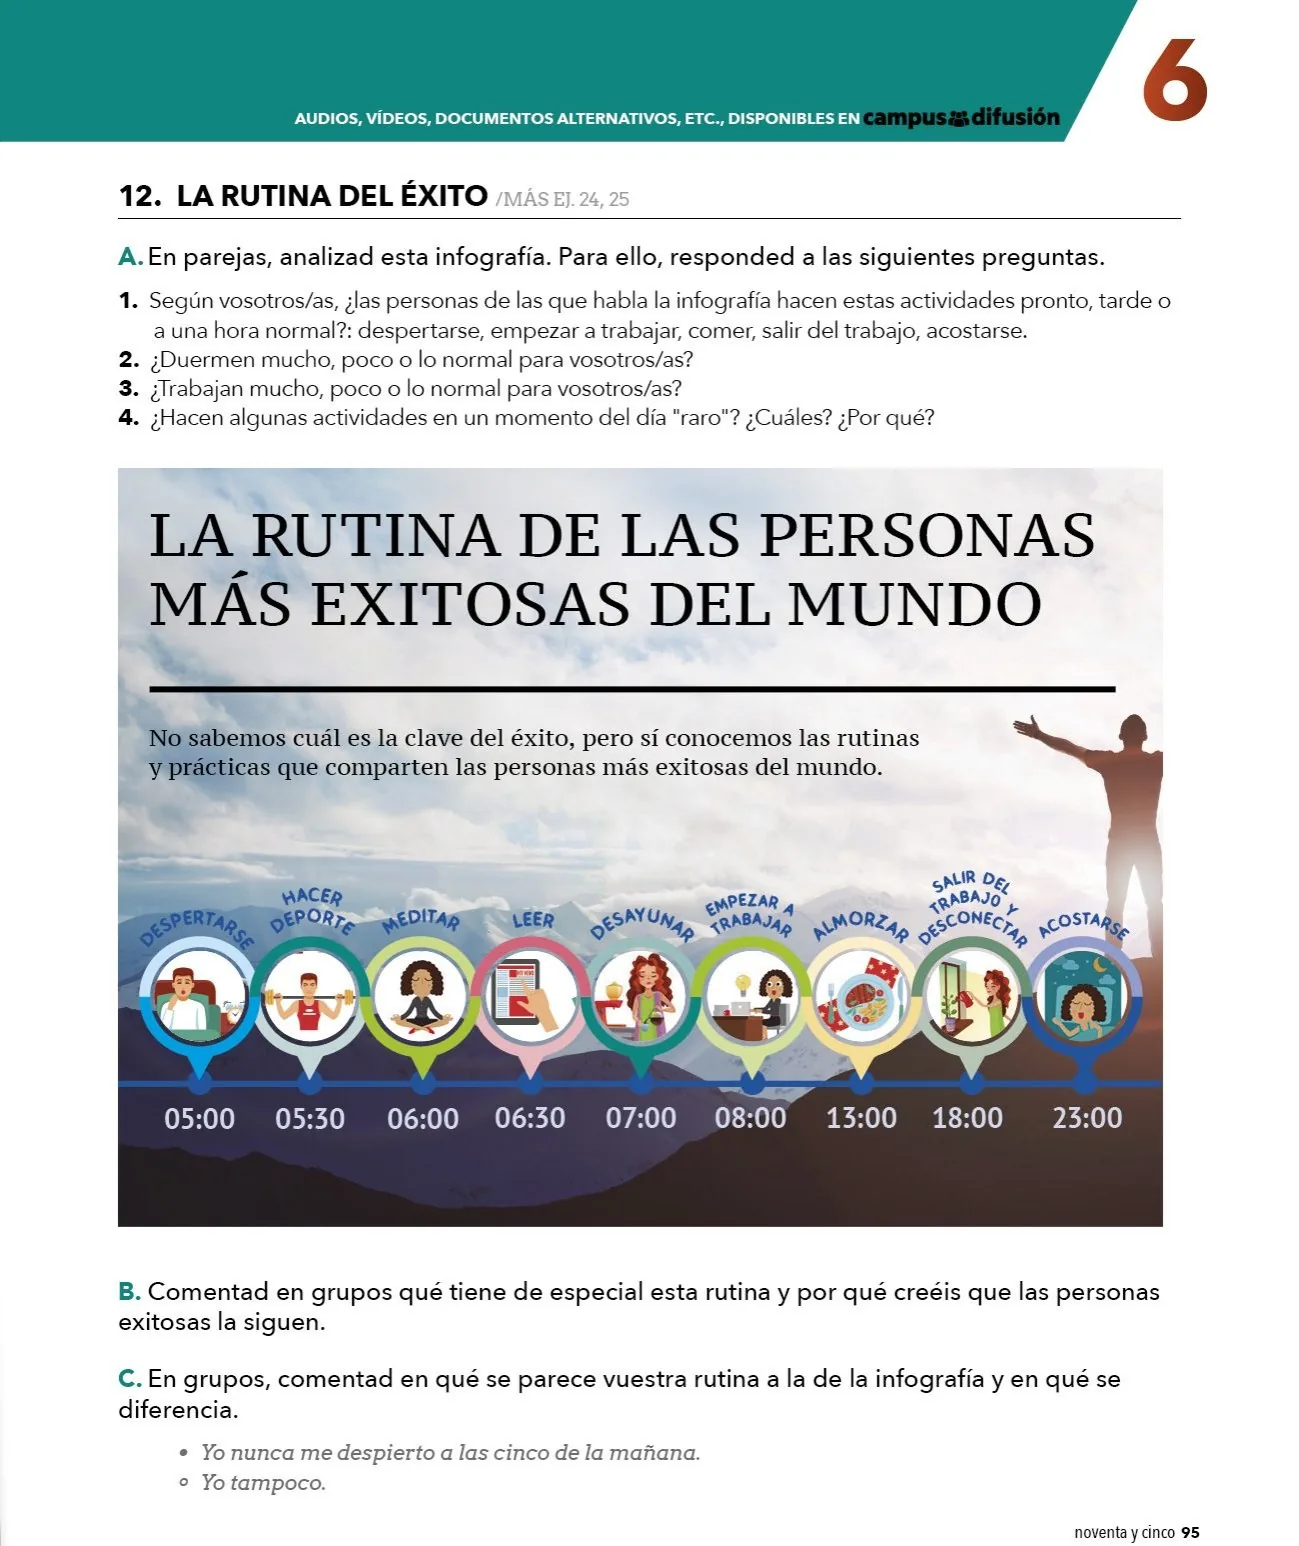 AUDIOS, VÍDEOS, DOCUMENTOS ALTERNATIVOS, ETC., DISPONIBLES EN campus difusión
6
12. LA RUTINA DEL ÉXITO /MÁS EJ. 24, 25
A. En parejas, analizad esta infografía. Para ello, responded a las siguientes preguntas.
1. Según vosotros/as, ¿las personas de las que habla la infografía hacen estas actividades pronto, tarde o
a una hora normal?: despertarse, empezar a trabajar, comer, salir del trabajo, acostarse.
2. ¿Duermen mucho, poco o lo normal para vosotros/as?
3. ¿Trabajan mucho, poco o lo normal para vosotros/as?
4. ¿Hacen algunas actividades en un momento del día "raro"? ¿Cuáles? ¿Por qué?
LA RUTINA DE LAS PERSONAS
MÁS EXITOSAS DEL MUNDO
No sabemos cuál es la clave del éxito, pero sí conocemos las rutinas
y prácticas que comparten las personas más exitosas del mundo.
DESPERTARSE
HACER
DEPORTE
MEDITAR
LEER
DESAYUNAR
EMPEZAR A
TRABAJAR
ALMORZAR
SALIR DEL
TRABAJO Y
DESCONECTAR
ACOSTARSE
05:00 05:30 06:00 06:30 07:00 08:00 13:00 18:00 23:00
B. Comentad en grupos qué tiene de especial esta rutina y por qué creéis que las personas
exitosas la siguen.
C. En grupos, comentad en qué se parece vuestra rutina a la de la infografía y en qué se
diferencia.
• Yo nunca me despierto a las cinco de la mañana.
○ Yo tampoco.
noventa y cinco 95